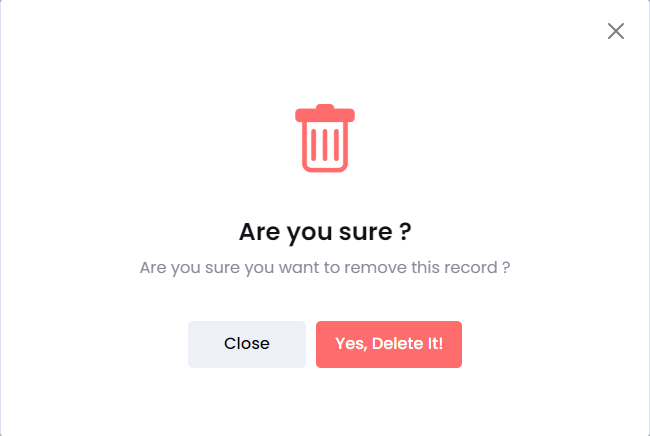 Are you sure ?
Are you sure you want to remove this record ?
Close
Yes, Delete It!